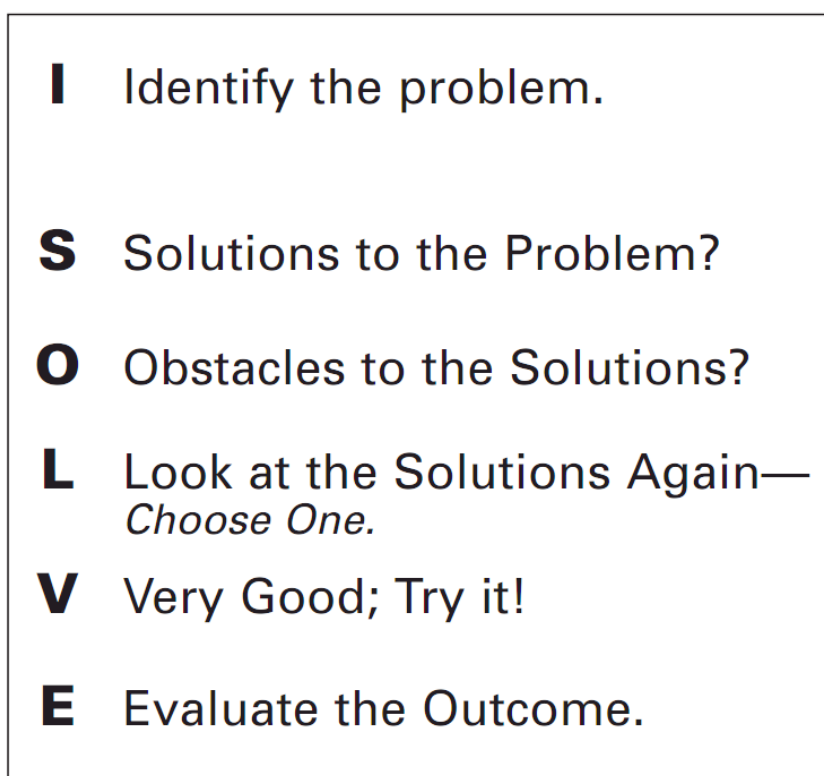 I Identify the problem.
S Solutions to the Problem?
O Obstacles to the Solutions?
L Look at the Solutions Again—
Choose One.
V Very Good; Try it!
E Evaluate the Outcome.